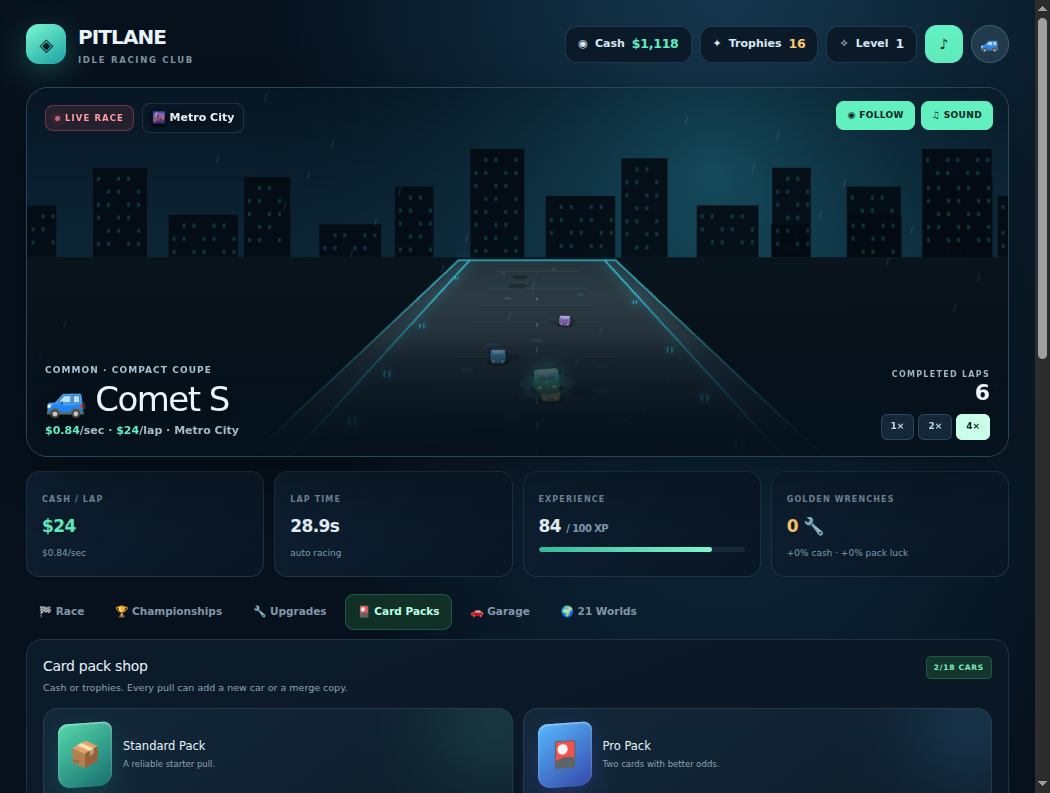 PITLANE
IDLE RACING CLUB
Cash $1,118
Trophies 16
Level 1
LIVE RACE
Metro City
FOLLOW
SOUND
COMMON · COMPACT COUPE
Comet S
$0.84/sec · $24/lap · Metro City
COMPLETED LAPS
6
1× 2× 4×
CASH / LAP
$24
$0.84/sec
LAP TIME
28.9s
auto racing
EXPERIENCE
84 / 100 XP
GOLDEN WRENCHES
0
+0% cash · +0% pack luck
Race
Championships
Upgrades
Card Packs
Garage
21 Worlds
Card pack shop
Cash or trophies. Every pull can add a new car or a merge copy.
2/18 CARS
Standard Pack
A reliable starter pull.
Pro Pack
Two cards with better odds.